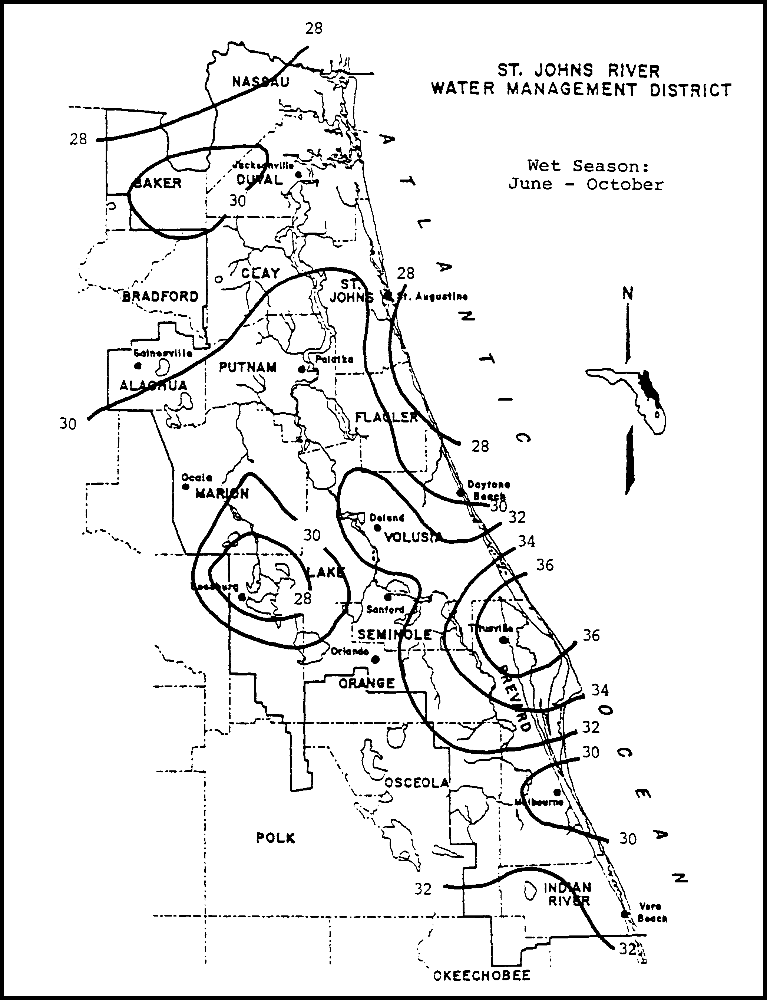 28
ST. JOHNS RIVER
WATER MANAGEMENT DISTRICT
NASSAU
28
A
T
L
A
N
T
I
C
Wet Season:
June - October
Jacksonville
BAKER
DUVAL
30
CLAY
28
ST.
JOHNS
St. Augustine
BRADFORD
N
Gainesville
PUTNAM
Palatka
ALACHUA
30
FLAGLER
28
Ocala
MARION
Daytona
Beach
30
32
Deland
VOLUSIA
30
34
36
LAKE
Leesburg
28
Sanford
Titusville
SEMINOLE
36
Orlando
ORANGE
BREVARD
34
O
C
E
A
N
32
30
OSCEOLA
Melbourne
POLK
30
32
INDIAN
RIVER
Vero
Beach
32
OKEECHOBEE